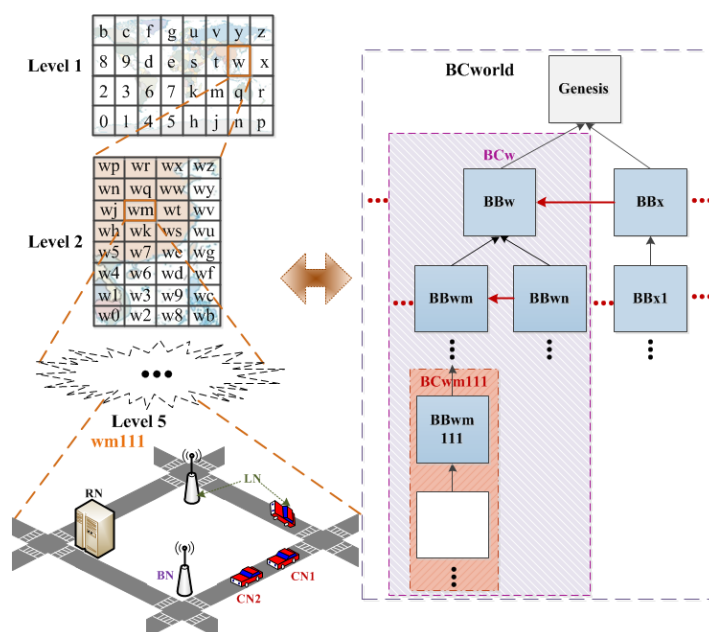 Level 1
b c f g u v y z
8 9 d e s t w x
2 3 6 7 k m q r
0 1 4 5 h j n p
Level 2
wp wr wx wz
wn wq ww wy
wj wm wt wv
wh wk ws wu
w5 w7 we wg
w4 w6 wd wf
w1 w3 w9 wc
w0 w2 w8 wb
Level 5
wm111
RN
LN
BN
CN1
CN2
BCworld
Genesis
BCw
BBw
BBx
BBwm
BBwn
BBx1
BCwm111
BBwm
111